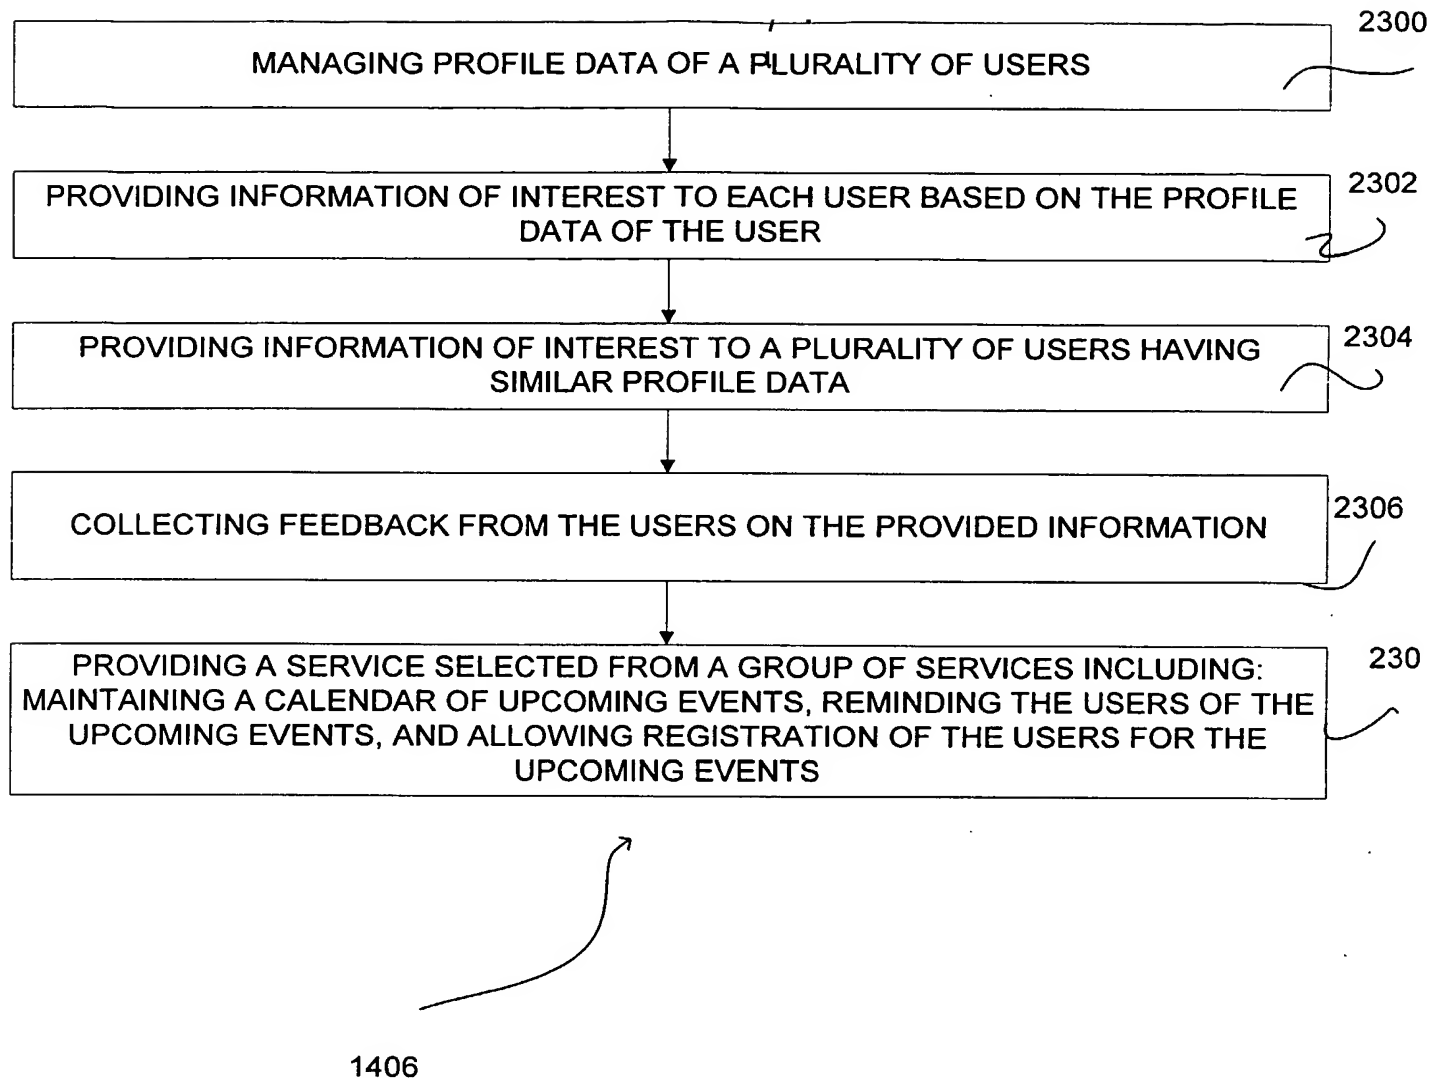 2300
MANAGING PROFILE DATA OF A PLURALITY OF USERS
2302
PROVIDING INFORMATION OF INTEREST TO EACH USER BASED ON THE PROFILE
DATA OF THE USER
2304
PROVIDING INFORMATION OF INTEREST TO A PLURALITY OF USERS HAVING
SIMILAR PROFILE DATA
2306
COLLECTING FEEDBACK FROM THE USERS ON THE PROVIDED INFORMATION
230
PROVIDING A SERVICE SELECTED FROM A GROUP OF SERVICES INCLUDING:
MAINTAINING A CALENDAR OF UPCOMING EVENTS, REMINDING THE USERS OF THE
UPCOMING EVENTS, AND ALLOWING REGISTRATION OF THE USERS FOR THE
UPCOMING EVENTS
1406